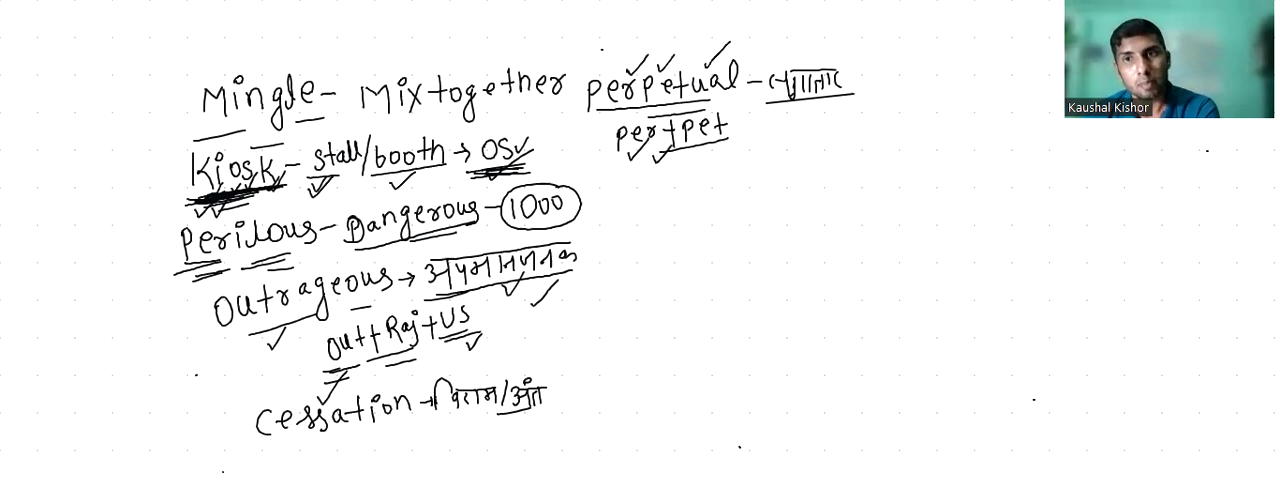 Mingle - Mix together
Kiosk - stall/booth → OS
Perilous - Dangerous - 1000
Outrageous → अपमानजनक
Out + Raj + US
Cessation → विराम/अंत
Perpetual - लगातार
Per + Pet
Kaushal Kishor